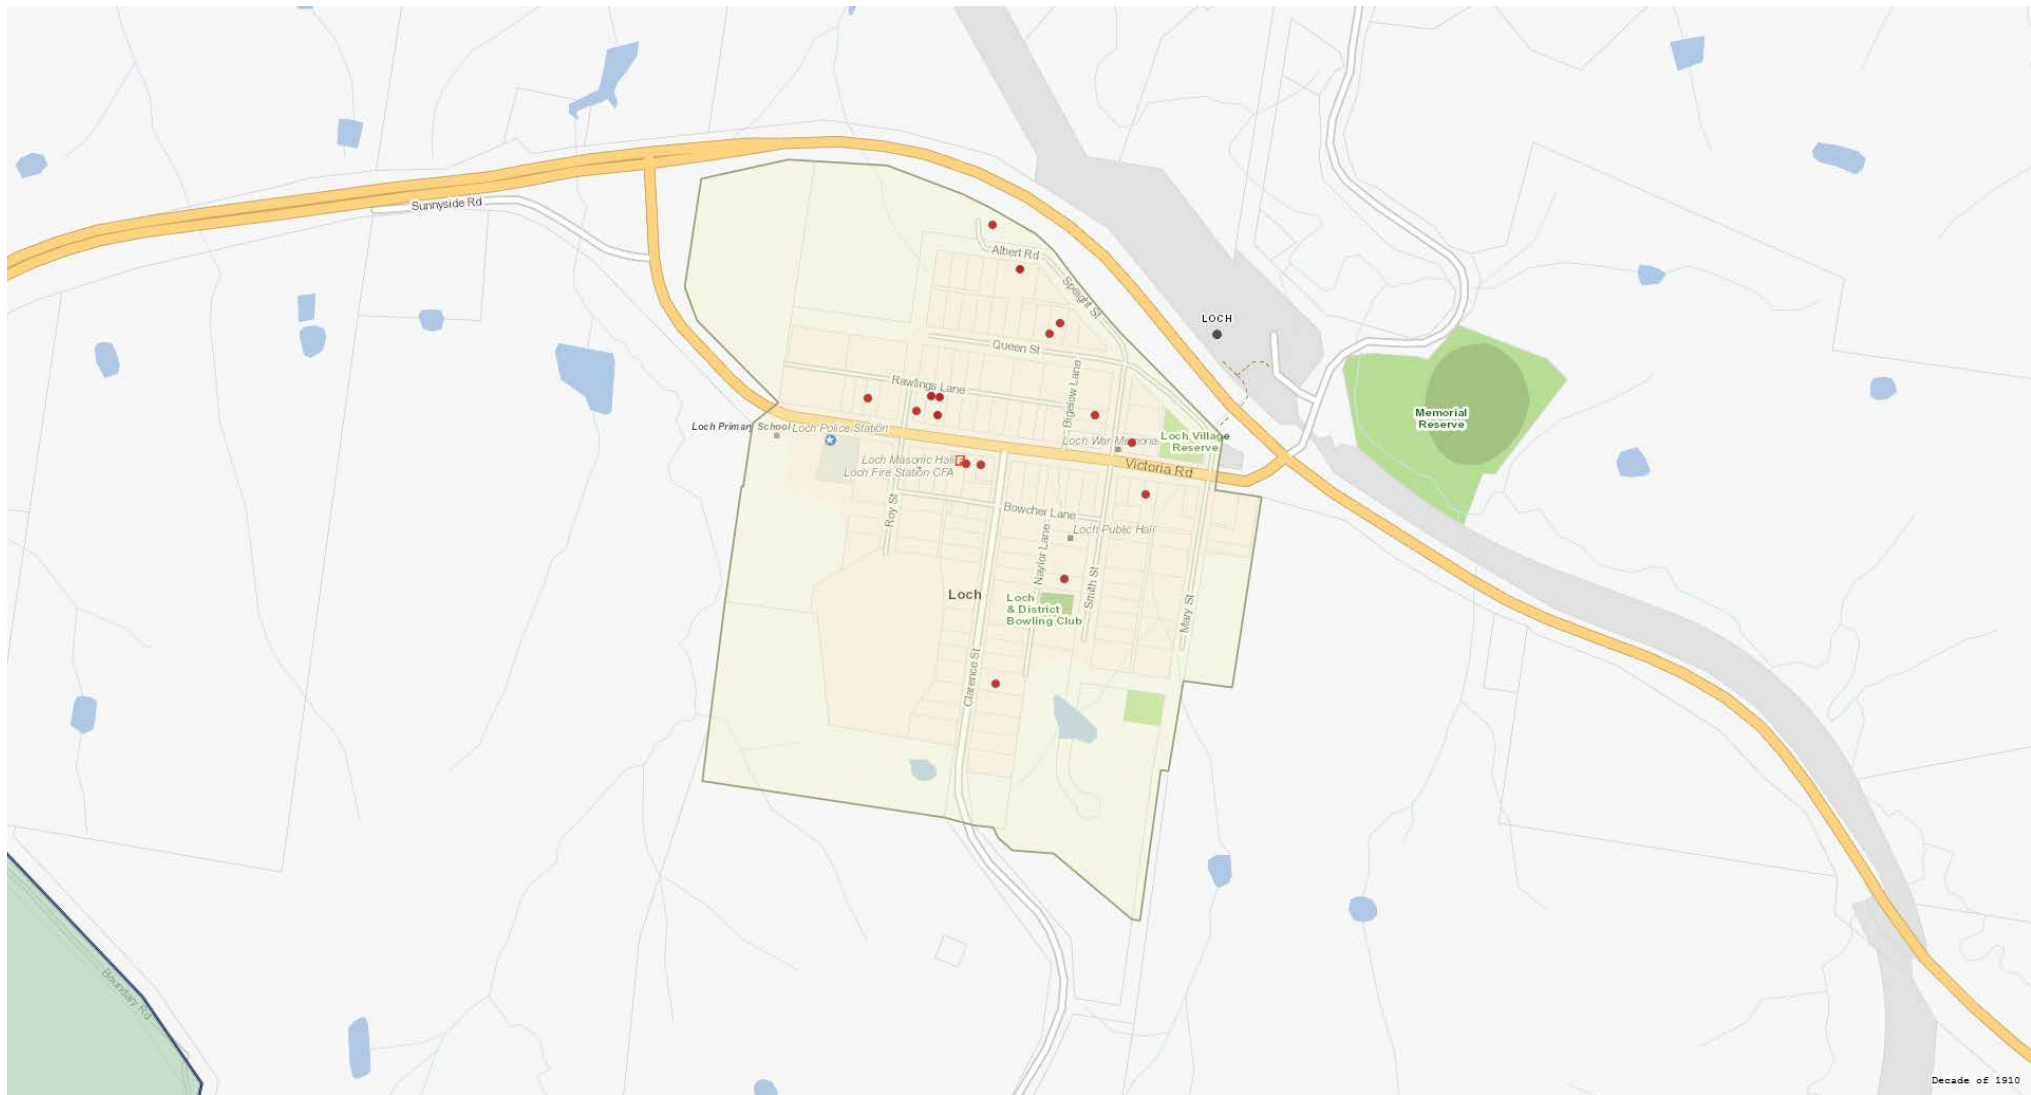 Sunnyside Rd
Albert Rd
Speight St
LOCH
Queen St
Rawlings Lane
Bigelow Lane
Memorial
Reserve
Loch Primary School
Loch Police Station
Loch War Memorial
Loch Village
Reserve
Loch Masonic Hall
F
Loch Fire Station CFA
Victoria Rd
Roy St
Bowcher Lane
Loch Public Hall
Naylor Lane
Smith St
Loch
Loch
& District
Bowling Club
Mary St
Clarence St
Boundary Rd
Decade of 1910